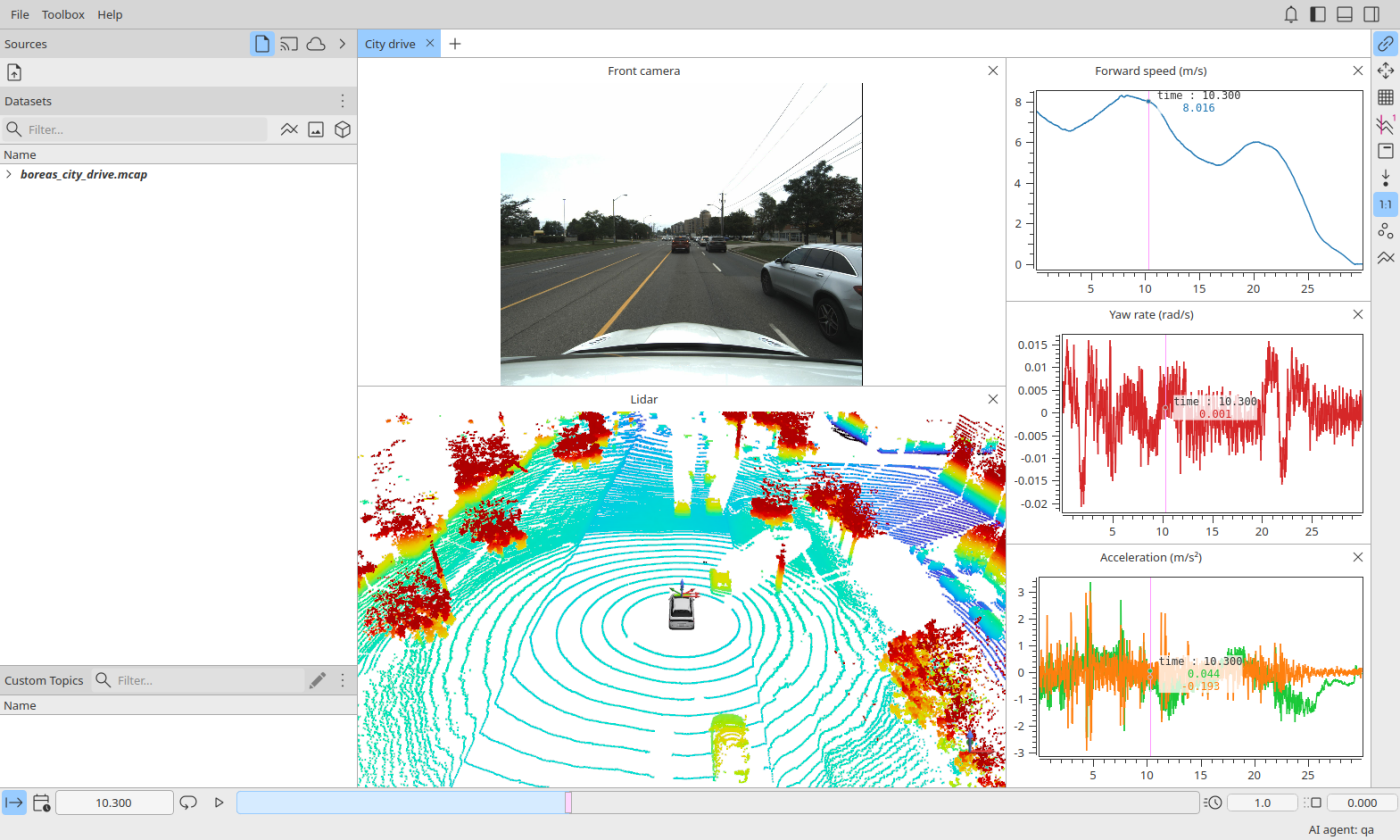 File Toolbox Help
Sources
Datasets
Filter...
Name
boreas_city_drive.mcap
Custom Topics Filter...
Name
City drive
Front camera
Lidar
Forward speed (m/s)
time : 10.300
8.016
8
6
4
2
0
5 10 15 20 25
Yaw rate (rad/s)
0.015
0.01
0.005
0
-0.005
-0.01
-0.015
-0.02
time : 10.300
0.001
5 10 15 20 25
Acceleration (m/s²)
3
2
1
0
-1
-2
-3
time : 10.300
0.044
-0.193
5 10 15 20 25
1
1:1
10.300
1.0
0.000
AI agent: qa